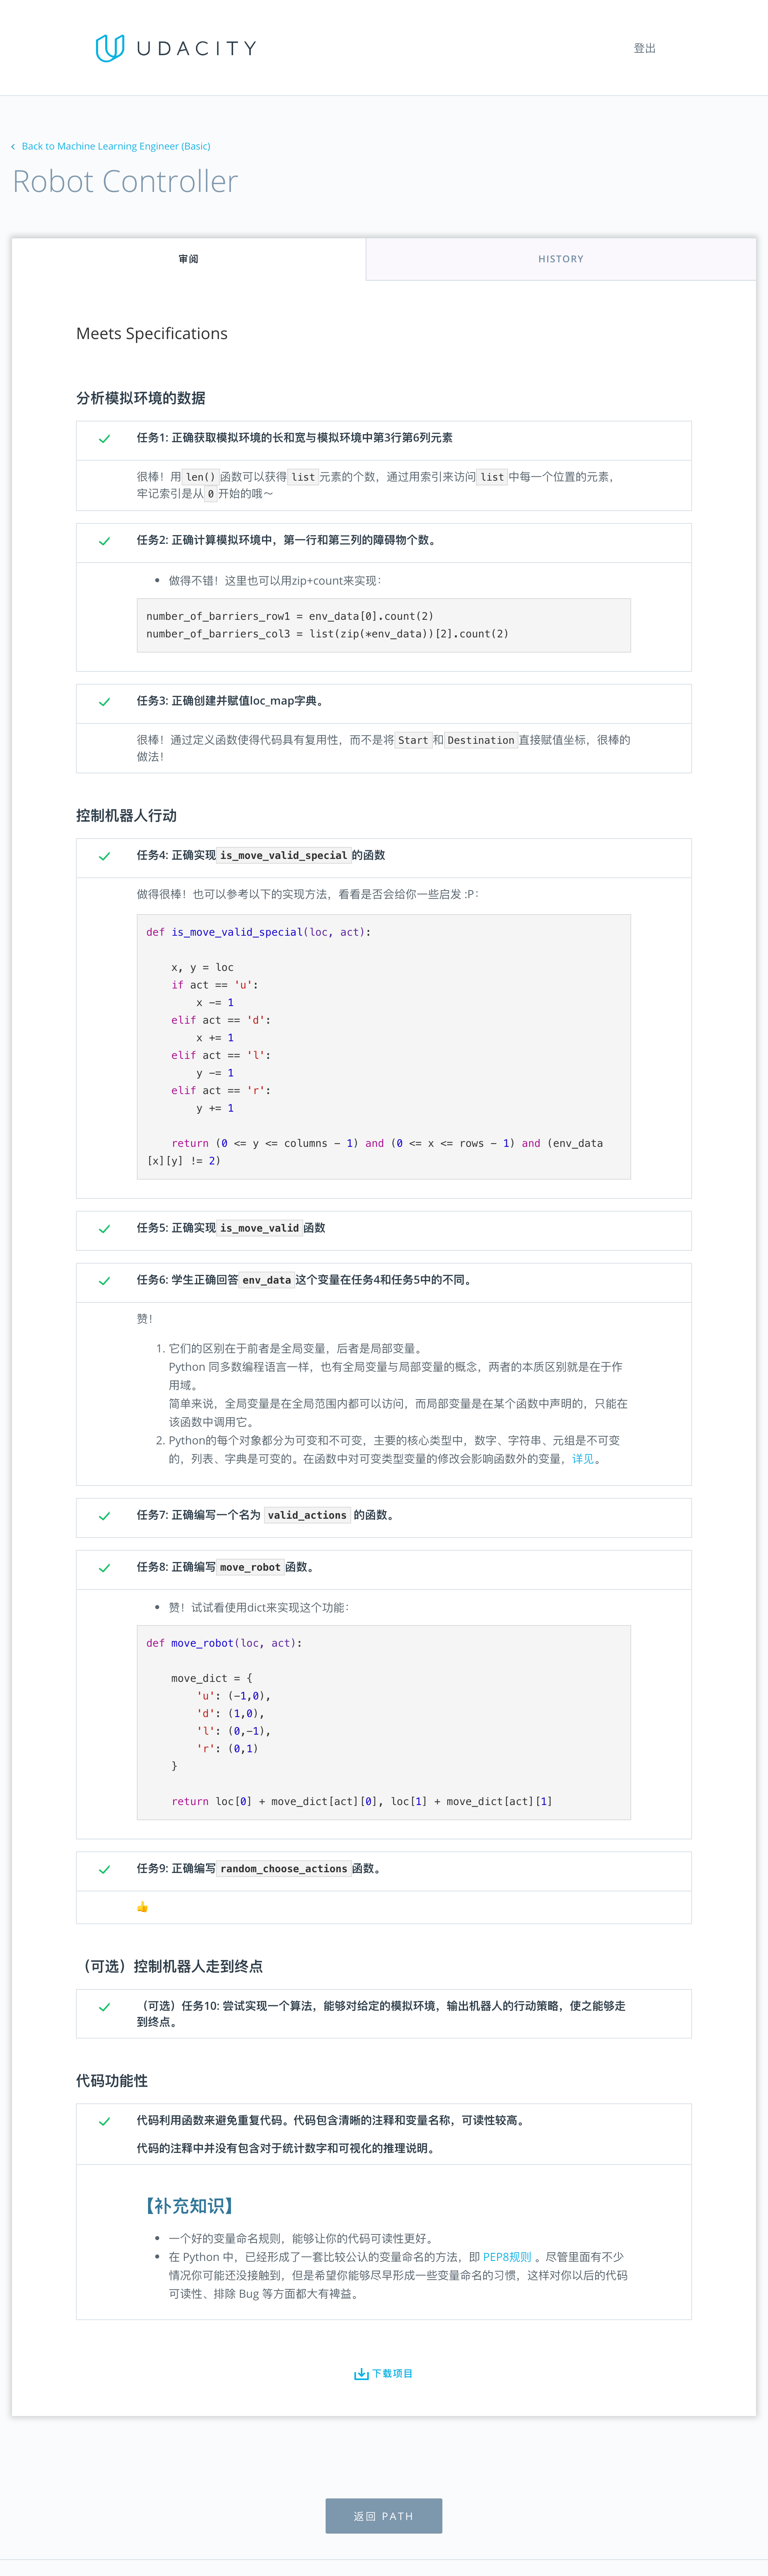 UDACITY
登出
Back to Machine Learning Engineer (Basic)
Robot Controller
审阅
HISTORY
Meets Specifications
分析模拟环境的数据
任务1: 正确获取模拟环境的长和宽与模拟环境中第3行第6列元素
很棒！用 len() 函数可以获得 list 元素的个数，通过用索引来访问 list 中每一个位置的元素，
牢记索引是从 0 开始的哦～
任务2: 正确计算模拟环境中，第一行和第三列的障碍物个数。
• 做得不错！这里也可以用zip+count来实现：
number_of_barriers_row1 = env_data[0].count(2)
number_of_barriers_col3 = list(zip(*env_data))[2].count(2)
任务3: 正确创建并赋值loc_map字典。
很棒！通过定义函数使得代码具有复用性，而不是将 Start 和 Destination 直接赋值坐标，很棒的
做法！
控制机器人行动
任务4: 正确实现 is_move_valid_special 的函数
做得很棒！也可以参考以下的实现方法，看看是否会给你一些启发 :P：
def is_move_valid_special(loc, act):
x, y = loc
if act == 'u':
x -= 1
elif act == 'd':
x += 1
elif act == 'l':
y -= 1
elif act == 'r':
y += 1
return (0 <= y <= columns - 1) and (0 <= x <= rows - 1) and (env_data
[x][y] != 2)
任务5: 正确实现 is_move_valid 函数
任务6: 学生正确回答 env_data 这个变量在任务4和任务5中的不同。
赞！
1. 它们的区别在于前者是全局变量，后者是局部变量。
Python 同多数编程语言一样，也有全局变量与局部变量的概念，两者的本质区别就是在于作
用域。
简单来说，全局变量是在全局范围内都可以访问，而局部变量是在某个函数中声明的，只能在
该函数中调用它。
2. Python的每个对象都分为可变和不可变，主要的核心类型中，数字、字符串、元组是不可变
的，列表、字典是可变的。在函数中对可变类型变量的修改会影响函数外的变量，详见。
任务7: 正确编写一个名为 valid_actions 的函数。
任务8: 正确编写 move_robot 函数。
• 赞！试试看使用dict来实现这个功能：
def move_robot(loc, act):
move_dict = {
'u': (-1,0),
'd': (1,0),
'l': (0,-1),
'r': (0,1)
}
return loc[0] + move_dict[act][0], loc[1] + move_dict[act][1]
任务9: 正确编写 random_choose_actions 函数。
👍
（可选）控制机器人走到终点
（可选）任务10: 尝试实现一个算法，能够对给定的模拟环境，输出机器人的行动策略，使之能够走
到终点。
代码功能性
代码利用函数来避免重复代码。代码包含清晰的注释和变量名称，可读性较高。
代码的注释中并没有包含对于统计数字和可视化的推理说明。
【补充知识】
• 一个好的变量命名规则，能够让你的代码可读性更好。
• 在 Python 中，已经形成了一套比较公认的变量命名的方法，即 PEP8规则 。尽管里面有不少
情况你可能还没接触到，但是希望你能够尽早形成一些变量命名的习惯，这样对你以后的代码
可读性、排除 Bug 等方面都大有裨益。
下载项目
返回 PATH